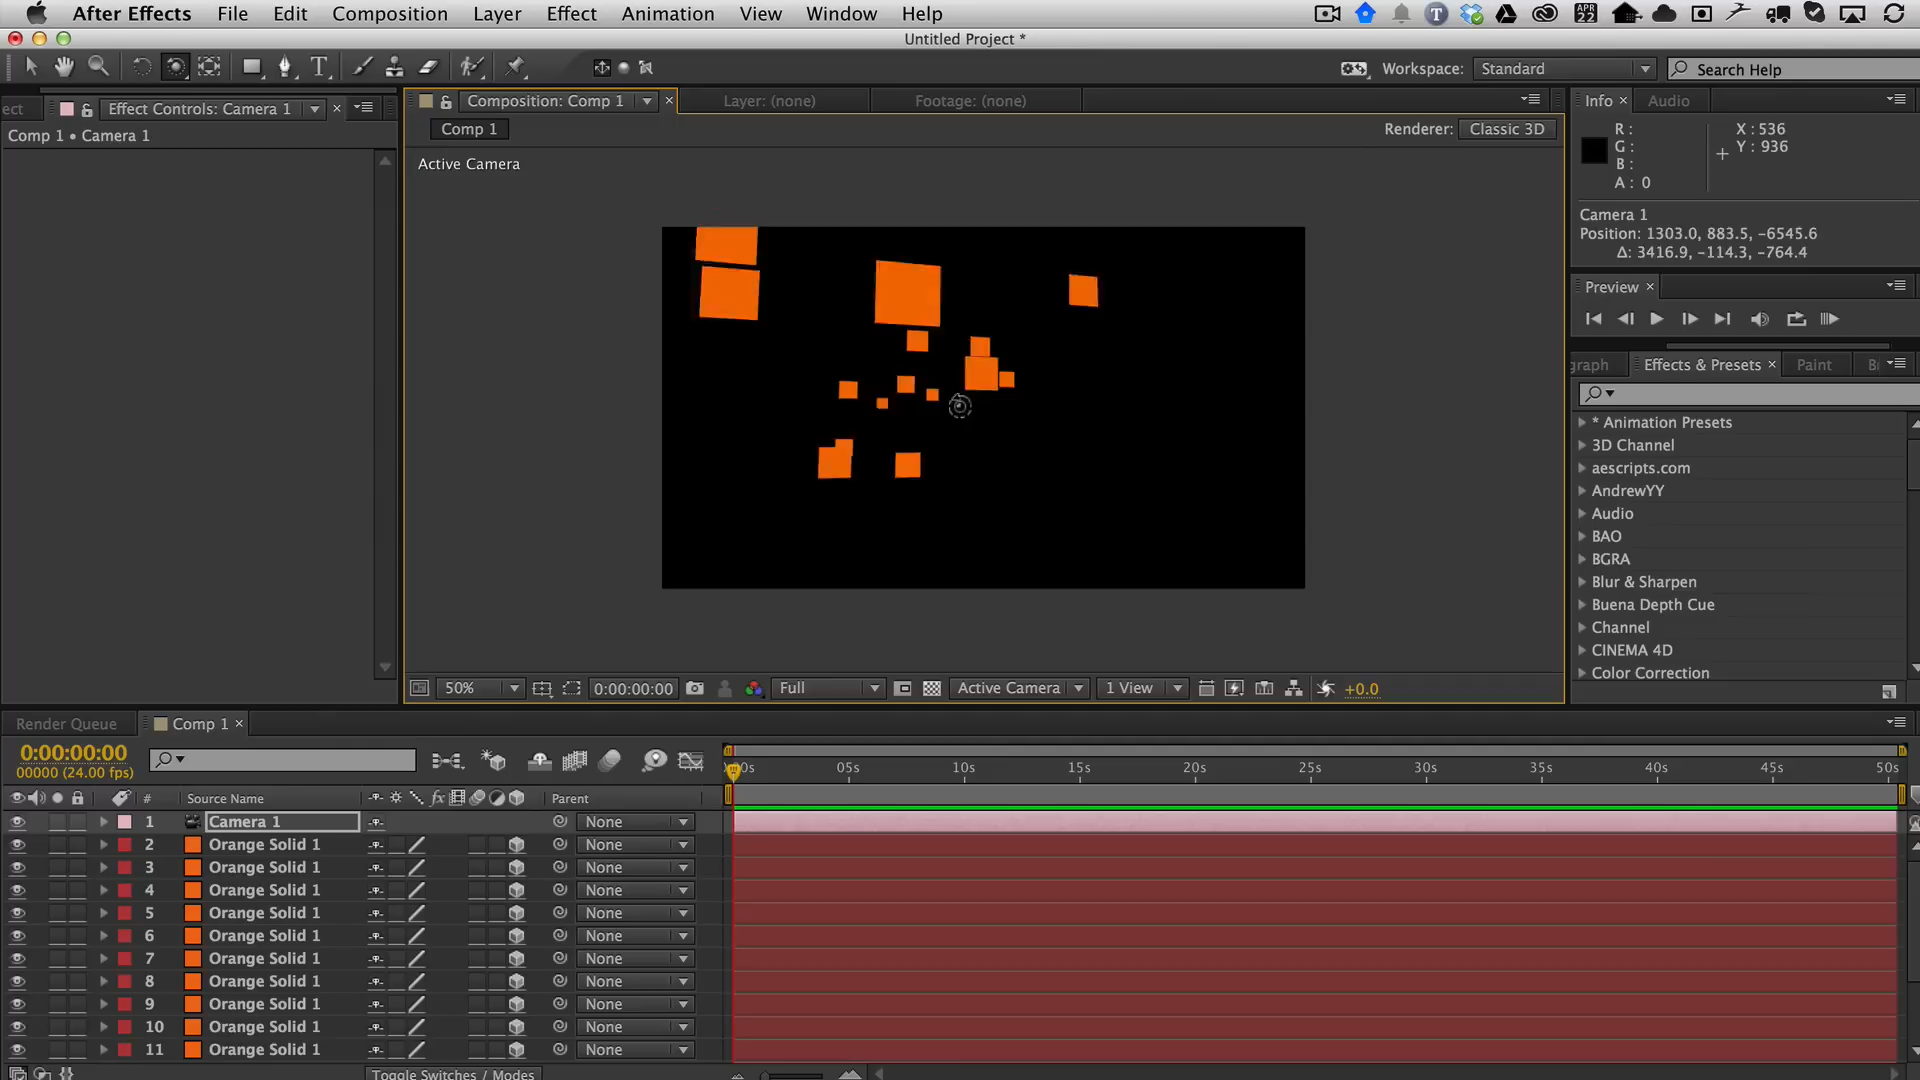 After Effects File Edit Composition Layer Effect Animation View Window Help
APR 22
Untitled Project *
Workspace: Standard
Search Help
ect Effect Controls: Camera 1 ×
Composition: Comp 1 × Layer: (none) Footage: (none)
Info × Audio
Comp 1 • Camera 1
Comp 1
Renderer: Classic 3D
R :
G :
B :
A : 0
X : 536
Y : 936
Active Camera
Camera 1
Position: 1303.0, 883.5, -6545.6
Δ: 3416.9, -114.3, -764.4
Preview ×
graph Effects & Presets × Paint
* Animation Presets
3D Channel
aescripts.com
AndrewYY
Audio
BAO
BGRA
Blur & Sharpen
Buena Depth Cue
Channel
CINEMA 4D
Color Correction
50% 0:00:00:00 Full Active Camera 1 View +0.0
Render Queue Comp 1 ×
0:00:00:00
00000 (24.00 fps)
00s 05s 10s 15s 20s 25s 30s 35s 40s 45s 50s
# Source Name fx Parent
1 Camera 1 None
2 Orange Solid 1 None
3 Orange Solid 1 None
4 Orange Solid 1 None
5 Orange Solid 1 None
6 Orange Solid 1 None
7 Orange Solid 1 None
8 Orange Solid 1 None
9 Orange Solid 1 None
10 Orange Solid 1 None
11 Orange Solid 1 None
Toggle Switches / Modes